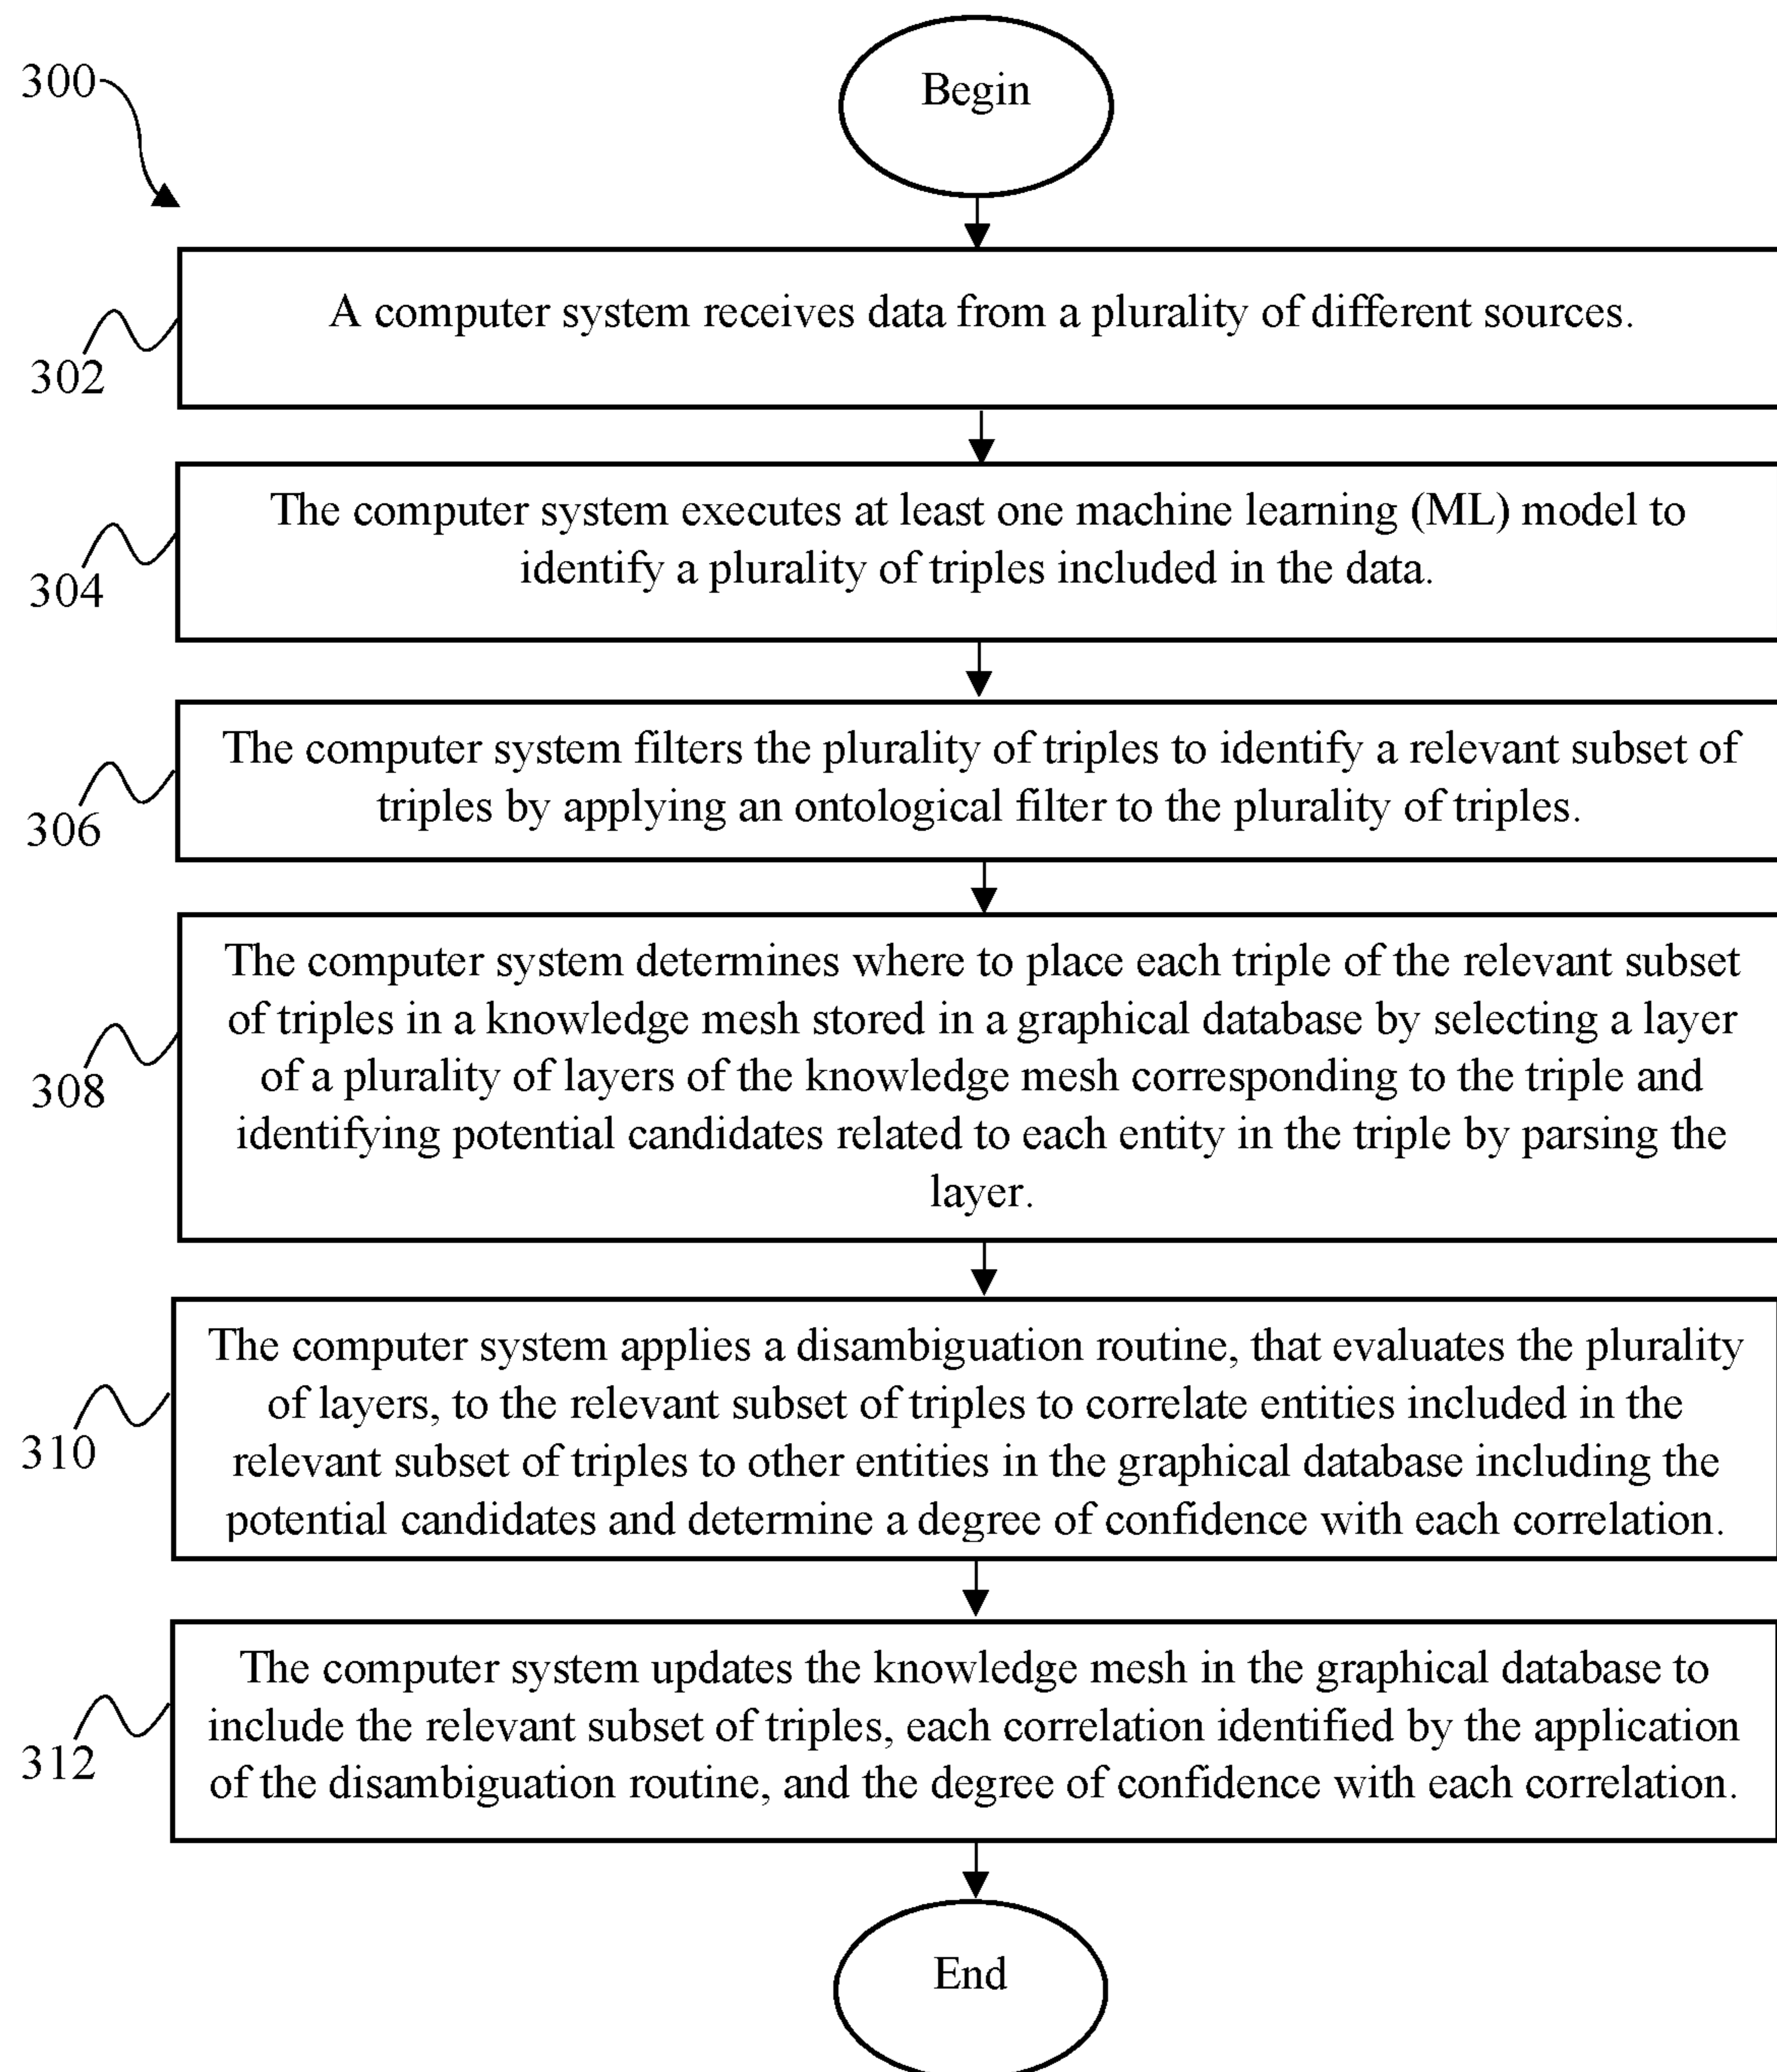 Begin
300
A computer system receives data from a plurality of different sources.
302
The computer system executes at least one machine learning (ML) model to
identify a plurality of triples included in the data.
304
The computer system filters the plurality of triples to identify a relevant subset of
triples by applying an ontological filter to the plurality of triples.
306
The computer system determines where to place each triple of the relevant subset
of triples in a knowledge mesh stored in a graphical database by selecting a layer
of a plurality of layers of the knowledge mesh corresponding to the triple and
identifying potential candidates related to each entity in the triple by parsing the
layer.
308
The computer system applies a disambiguation routine, that evaluates the plurality
of layers, to the relevant subset of triples to correlate entities included in the
relevant subset of triples to other entities in the graphical database including the
potential candidates and determine a degree of confidence with each correlation.
310
The computer system updates the knowledge mesh in the graphical database to
include the relevant subset of triples, each correlation identified by the application
of the disambiguation routine, and the degree of confidence with each correlation.
312
End